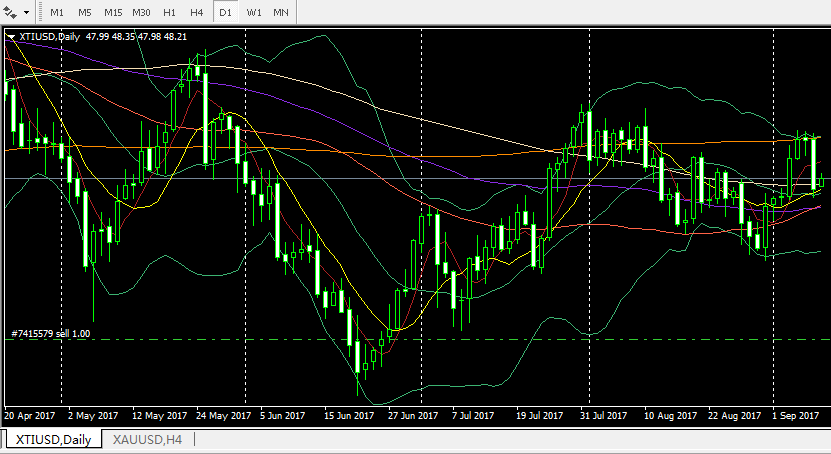 M1 M5 M15 M30 H1 H4 D1 W1 MN
XTIUSD,Daily 47.99 48.35 47.98 48.21
#7415579 sell 1.00
20 Apr 2017 2 May 2017 12 May 2017 24 May 2017 5 Jun 2017 15 Jun 2017 27 Jun 2017 7 Jul 2017 19 Jul 2017 31 Jul 2017 10 Aug 2017 22 Aug 2017 1 Sep 2017
XTIUSD,Daily XAUUSD,H4